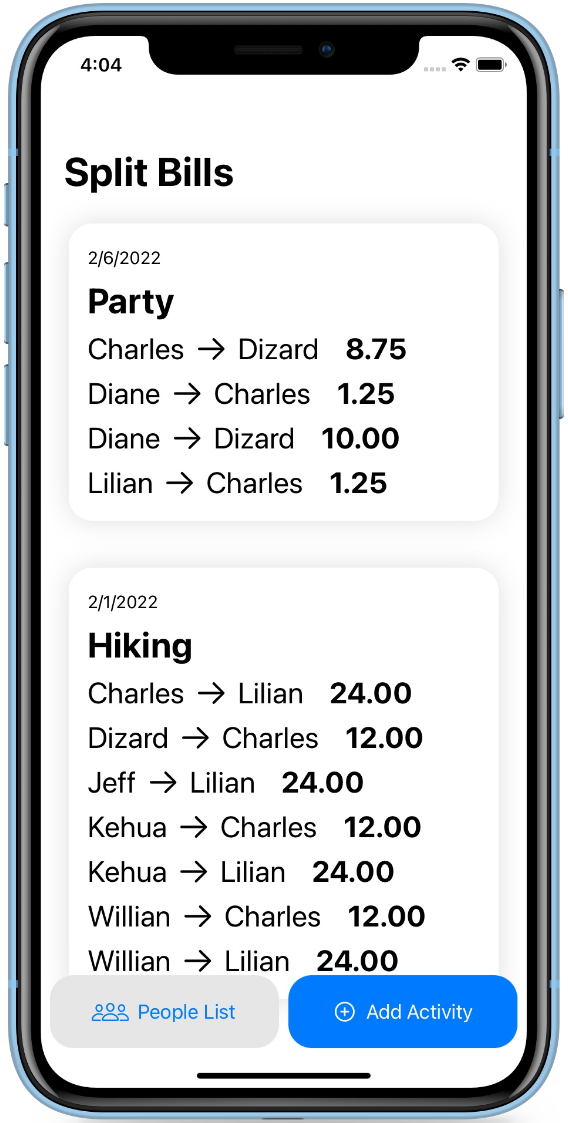 4:04
Split Bills
2/6/2022
Party
Charles → Dizard 8.75
Diane → Charles 1.25
Diane → Dizard 10.00
Lilian → Charles 1.25
2/1/2022
Hiking
Charles → Lilian 24.00
Dizard → Charles 12.00
Jeff → Lilian 24.00
Kehua → Charles 12.00
Kehua → Lilian 24.00
Willian → Charles 12.00
Willian → Lilian 24.00
People List Add Activity